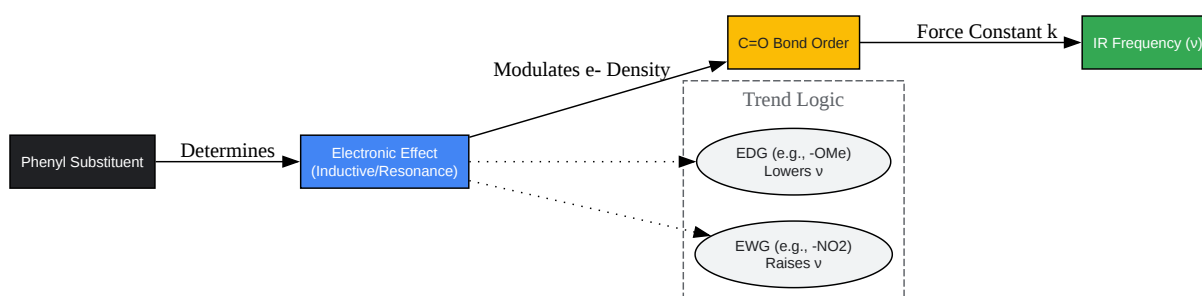 Phenyl Substituent
Determines
Electronic Effect
(Inductive/Resonance)
Modulates e- Density
C=O Bond Order
Force Constant k
IR Frequency (ν)
Trend Logic
EDG (e.g., -OMe)
Lowers ν
EWG (e.g., -NO2)
Raises ν